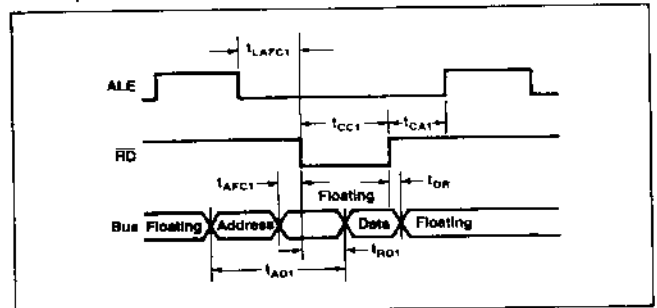 tLAFC1
ALE
tCC1
tCA1
RD
tAFC1
Floating
tDR
Bus Floating Address Data Floating
tRD1
tAD1